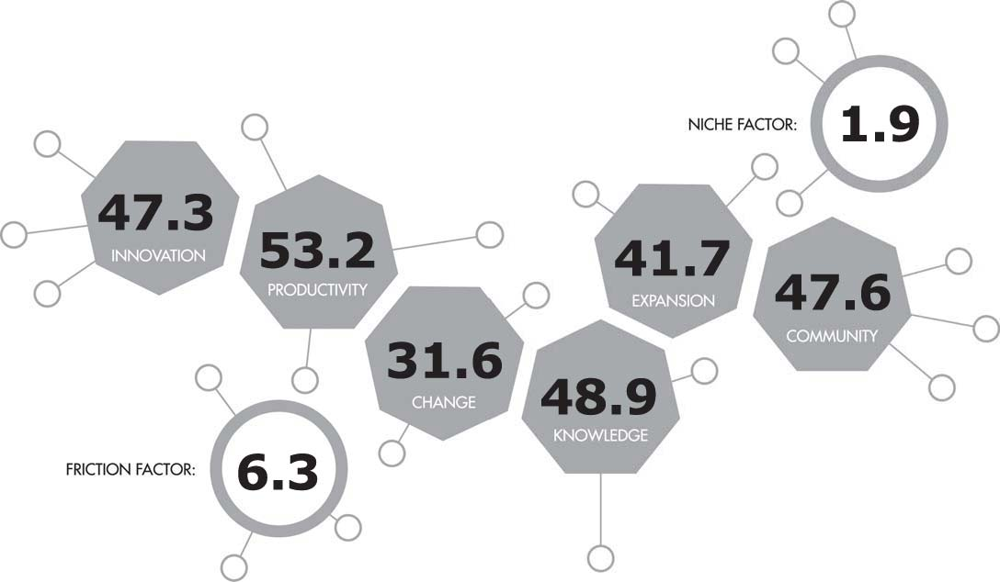 NICHE FACTOR:
1.9
47.3
INNOVATION
53.2
PRODUCTIVITY
41.7
EXPANSION
47.6
COMMUNITY
31.6
CHANGE
48.9
KNOWLEDGE
FRICTION FACTOR:
6.3